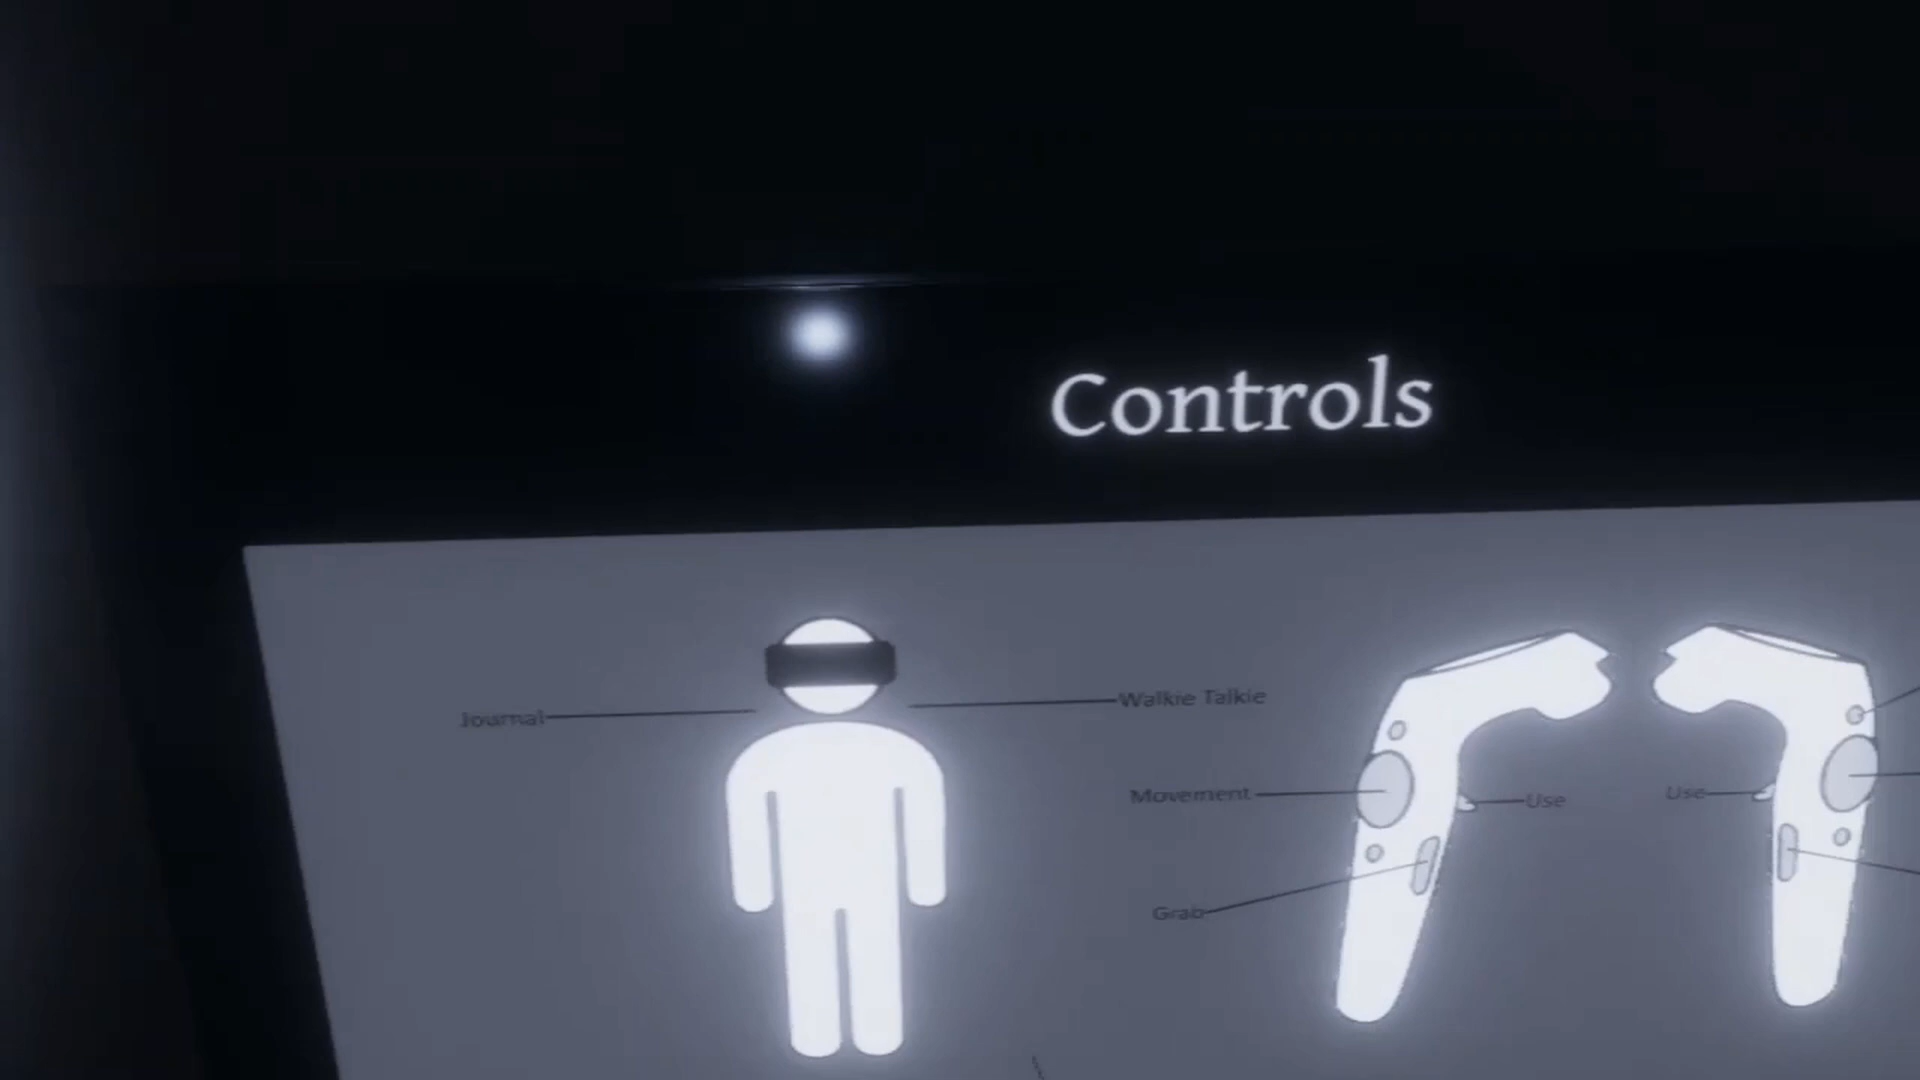 Controls
Journal
Walkie Talkie
Movement
Use
Use
Grab